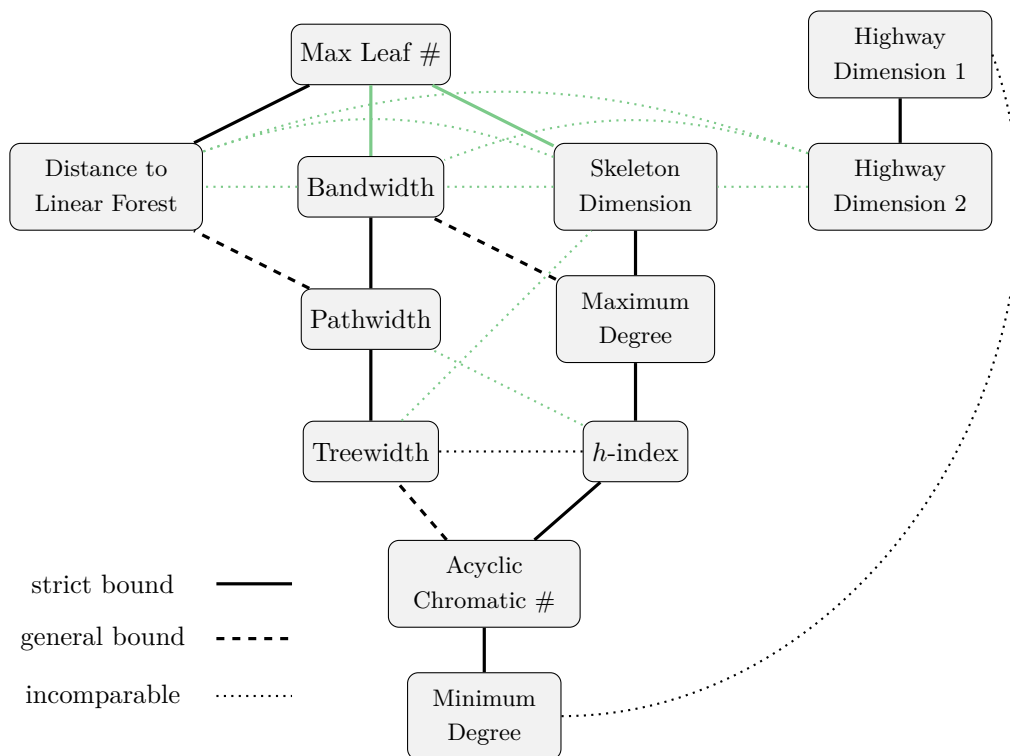 Max Leaf #
Highway
Dimension 1
Distance to
Linear Forest
Bandwidth
Skeleton
Dimension
Highway
Dimension 2
Pathwidth
Maximum
Degree
Treewidth
h-index
Acyclic
Chromatic #
Minimum
Degree
strict bound
general bound
incomparable